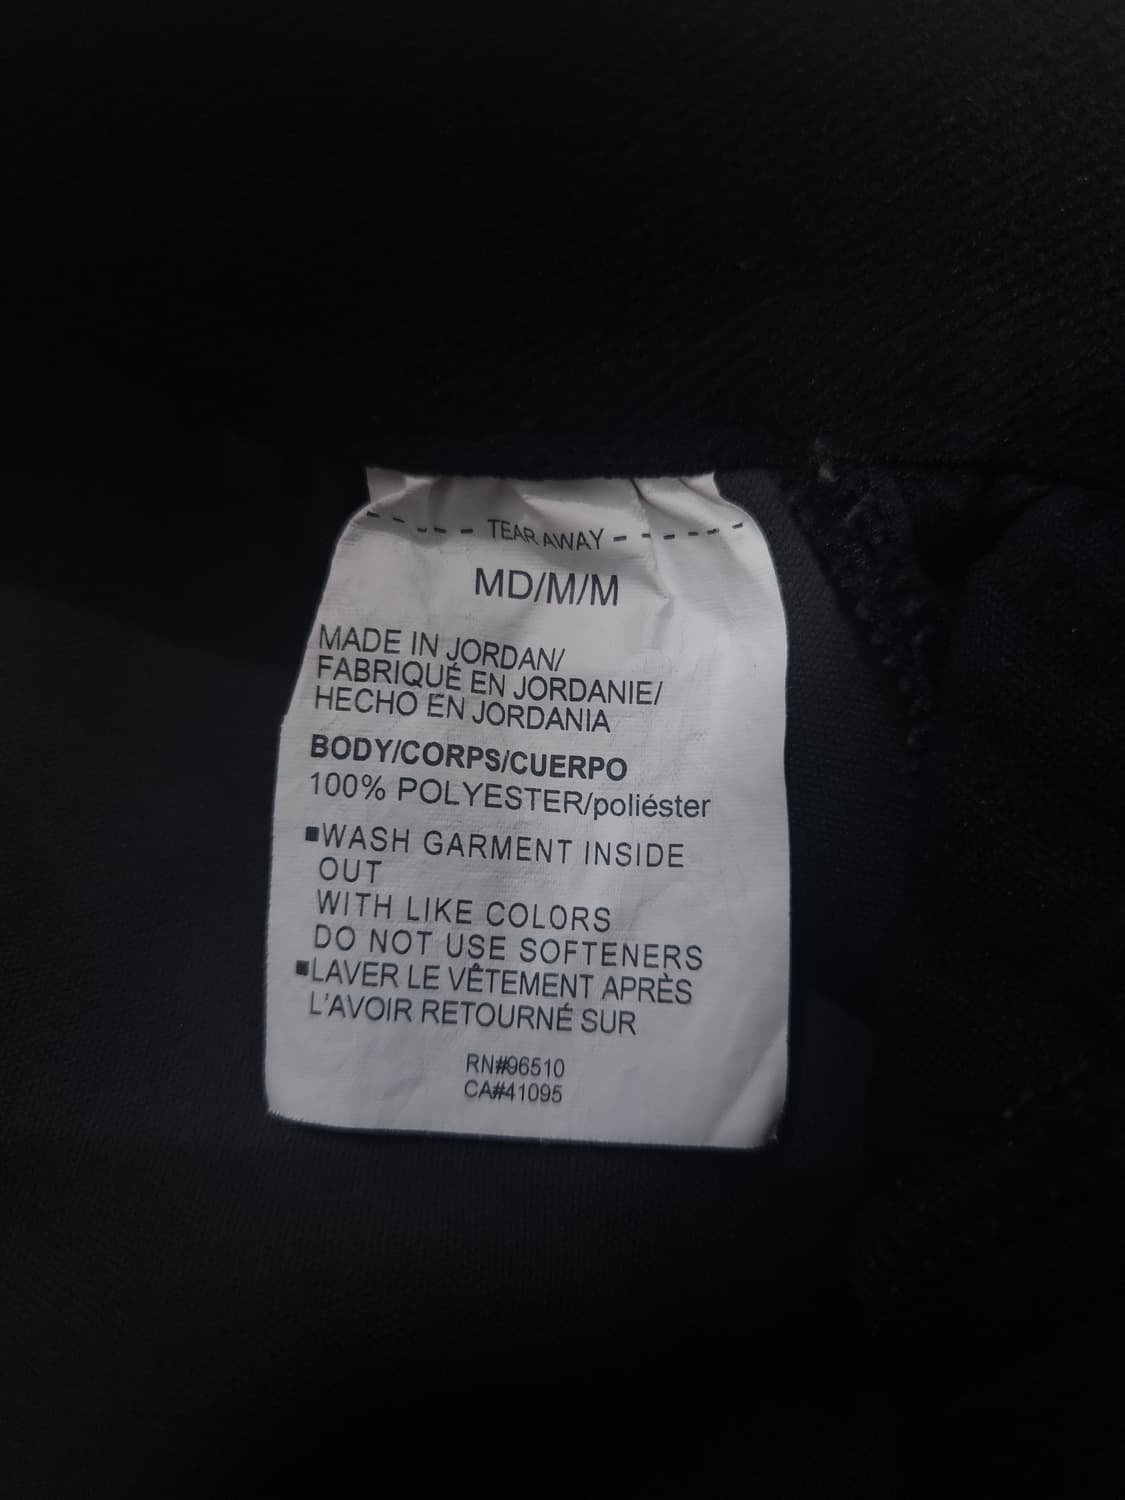 TEAR AWAY
MD/M/M
MADE IN JORDAN/
FABRIQUÉ EN JORDANIE/
HECHO EN JORDANIA
BODY/CORPS/CUERPO
100% POLYESTER/poliéster
▪WASH GARMENT INSIDE
OUT
WITH LIKE COLORS
DO NOT USE SOFTENERS
▪LAVER LE VÊTEMENT APRÈS
L'AVOIR RETOURNÉ SUR
RN#96510
CA#41095